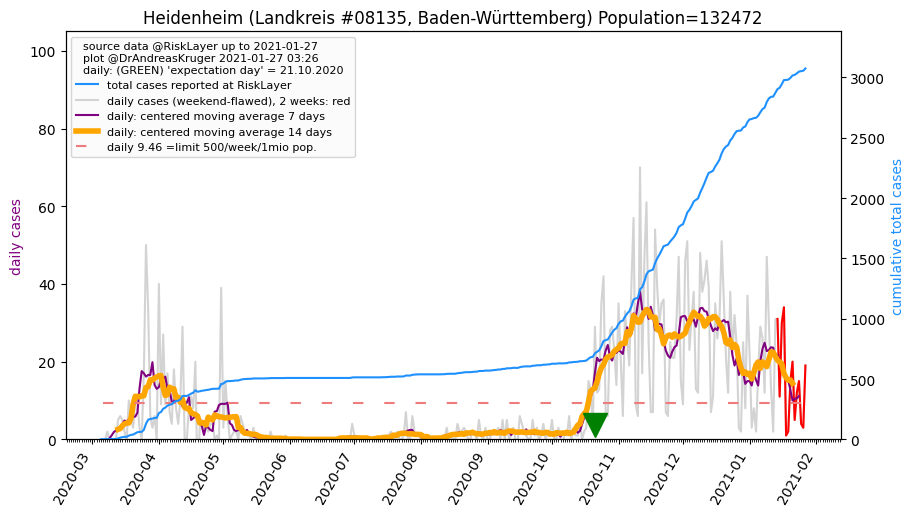 Heidenheim (Landkreis #08135, Baden-Württemberg) Population=132472
source data @RiskLayer up to 2021-01-27
plot @DrAndreasKruger 2021-01-27 03:26
daily: (GREEN) 'expectation day' = 21.10.2020
total cases reported at RiskLayer
daily cases (weekend-flawed), 2 weeks: red
daily: centered moving average 7 days
daily: centered moving average 14 days
daily 9.46 =limit 500/week/1mio pop.
daily cases
100
80
60
40
20
0
cumulative total cases
3000
2500
2000
1500
1000
500
0
2020-03
2020-04
2020-05
2020-06
2020-07
2020-08
2020-09
2020-10
2020-11
2020-12
2021-01
2021-02